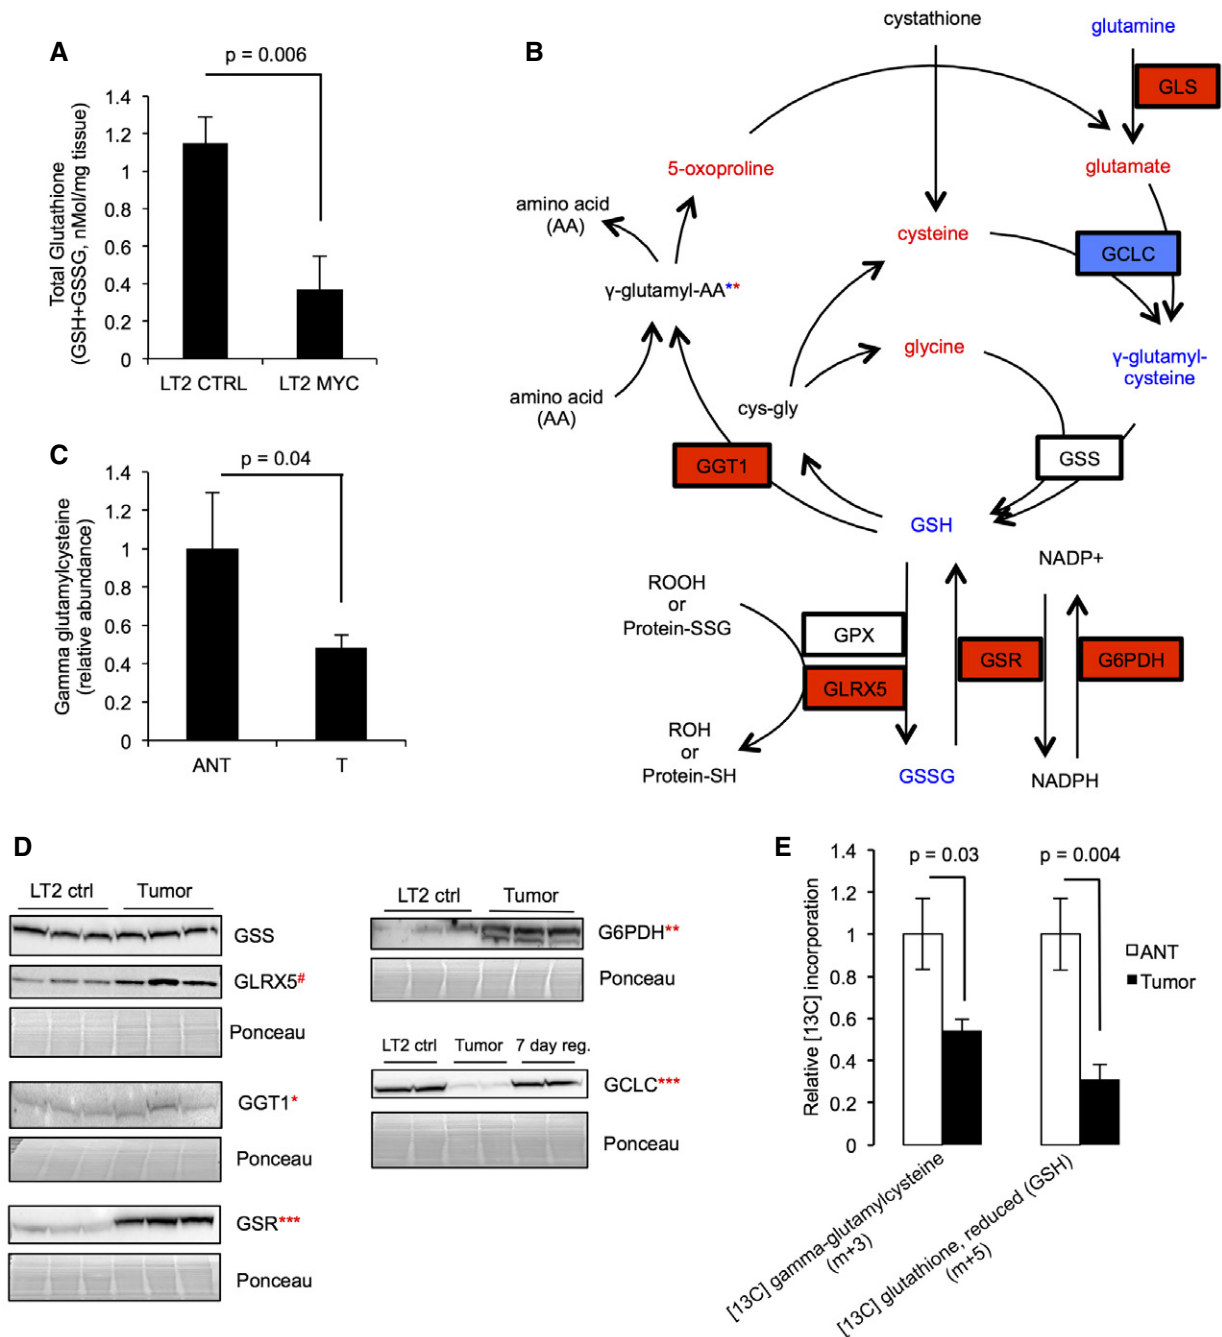 A
p = 0.006
Total Glutathione
(GSH+GSSG, nMol/mg tissue)
1.4
1.2
1
0.8
0.6
0.4
0.2
0
LT2 CTRL
LT2 MYC
B
cystathione
glutamine
GLS
5-oxoproline
glutamate
amino acid
(AA)
cysteine
GCLC
γ-glutamyl-AA**
glycine
γ-glutamyl-
cysteine
amino acid
(AA)
cys-gly
GGT1
GSS
GSH
NADP+
ROOH
or
Protein-SSG
GPX
GLRX5
GSR
G6PDH
ROH
or
Protein-SH
GSSG
NADPH
C
p = 0.04
Gamma glutamylcysteine
(relative abundance)
1.4
1.2
1
0.8
0.6
0.4
0.2
0
ANT
T
D
LT2 ctrl
Tumor
GSS
GLRX5#
Ponceau
GGT1*
Ponceau
GSR***
Ponceau
LT2 ctrl
Tumor
G6PDH**
Ponceau
LT2 ctrl
Tumor
7 day reg.
GCLC***
Ponceau
E
p = 0.03
p = 0.004
Relative [13C] incorporation
1.4
1.2
1
0.8
0.6
0.4
0.2
0
ANT
Tumor
[13C] gamma-glutamylcysteine
(m+3)
[13C] glutathione, reduced (GSH)
(m+5)